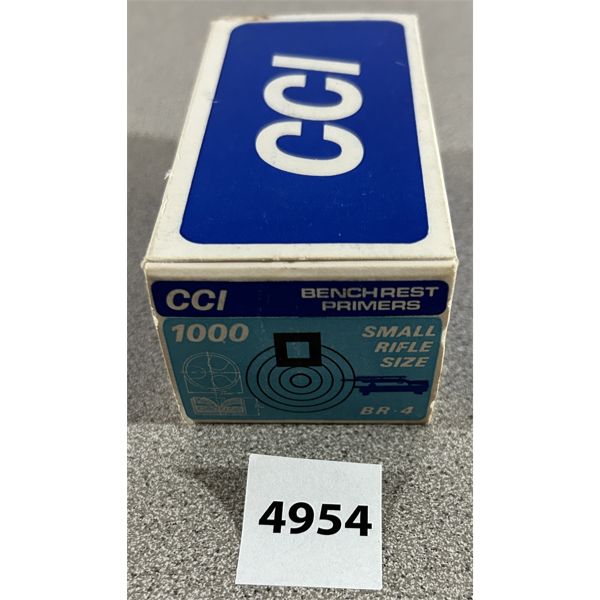 CCI
CCI
BENCH REST
PRIMERS
1000
SMALL
RIFLE
SIZE
BR-4
4954